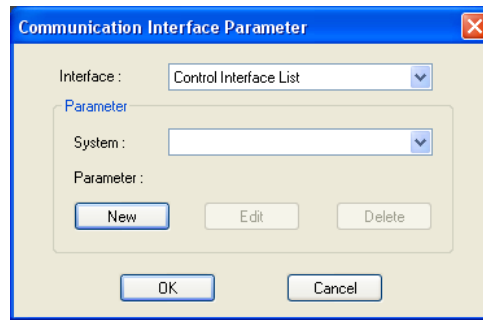 Communication Interface Parameter
Interface : Control Interface List
Parameter
System :
Parameter :
New Edit Delete
OK Cancel